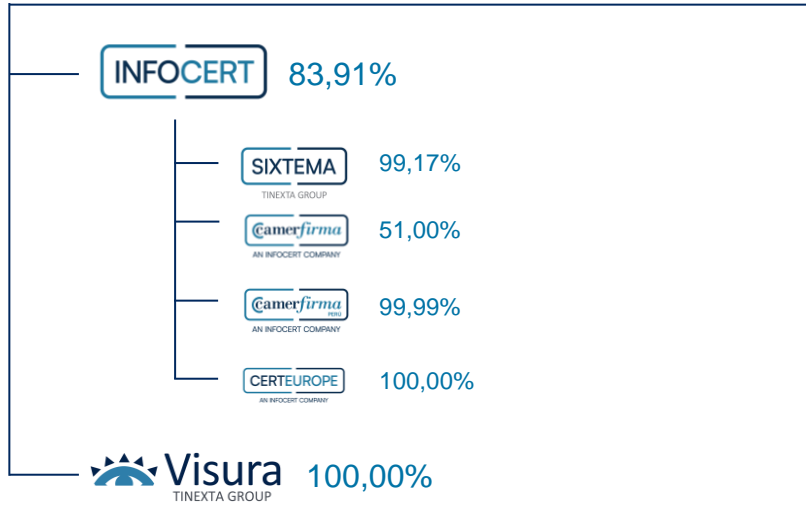 INFOCERT 83,91%
SIXTEMA 99,17%
TINEXTA GROUP
Camerfirma 51,00%
AN INFOCERT COMPANY
Camerfirma 99,99%
PERÚ
AN INFOCERT COMPANY
CERTEUROPE 100,00%
AN INFOCERT COMPANY
Visura 100,00%
TINEXTA GROUP